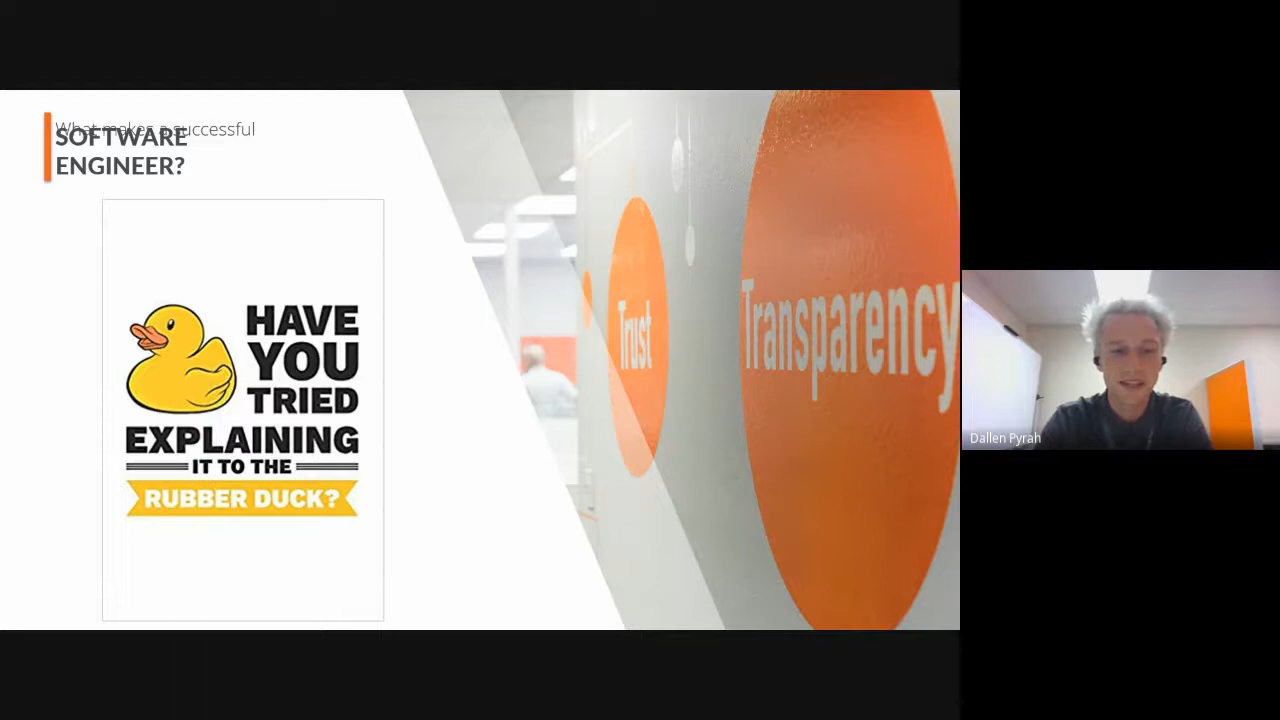 What makes a successful
SOFTWARE
ENGINEER?
HAVE
YOU
TRIED
EXPLAINING
IT TO THE
RUBBER DUCK?
Trust
Transparency
Dallen Pyrah